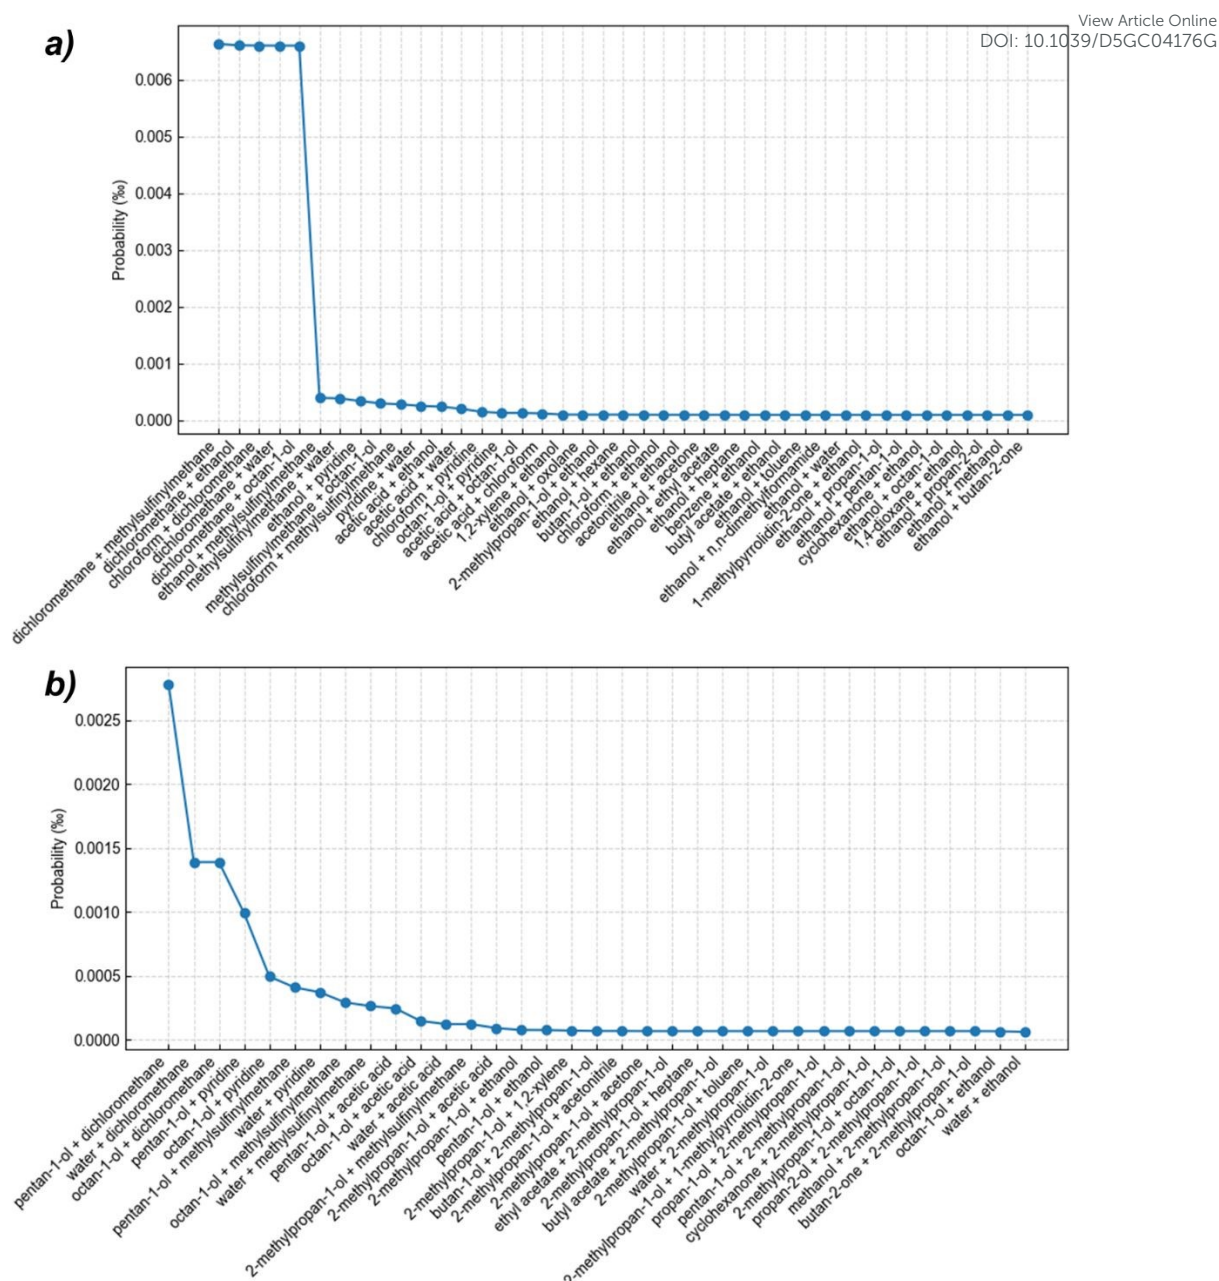 View Article Online
DOI: 10.1039/D5GC04176G
a)
Probability (‰)
0.006
0.005
0.004
0.003
0.002
0.001
0.000
dichloromethane + methylsulfinylmethane
dichloromethane + ethanol
chloroform + dichloromethane
dichloromethane + water
dichloromethane + octan-1-ol
ethanol + methylsulfinylmethane
methylsulfinylmethane + water
ethanol + pyridine
methylsulfinylmethane + octan-1-ol
chloroform + methylsulfinylmethane
pyridine + water
acetic acid + ethanol
acetic acid + water
chloroform + pyridine
octan-1-ol + pyridine
acetic acid + octan-1-ol
acetic acid + chloroform
1,2-xylene + ethanol
ethanol + oxolane
2-methylpropan-1-ol + ethanol
ethanol + hexane
butan-1-ol + ethanol
chloroform + ethanol
acetonitrile + ethanol
ethanol + acetone
ethanol + ethyl acetate
ethanol + heptane
benzene + ethanol
butyl acetate + ethanol
ethanol + toluene
ethanol + n,n-dimethylformamide
ethanol + water
1-methylpyrrolidin-2-one + ethanol
ethanol + propan-1-ol
ethanol + pentan-1-ol
cyclohexanone + ethanol
ethanol + octan-1-ol
1,4-dioxane + ethanol
ethanol + propan-2-ol
ethanol + methanol
ethanol + butan-2-one
b)
Probability (‰)
0.0025
0.0020
0.0015
0.0010
0.0005
0.0000
pentan-1-ol + dichloromethane
water + dichloromethane
octan-1-ol + dichloromethane
pentan-1-ol + pyridine
octan-1-ol + pyridine
pentan-1-ol + methylsulfinylmethane
water + pyridine
octan-1-ol + methylsulfinylmethane
water + methylsulfinylmethane
pentan-1-ol + acetic acid
octan-1-ol + acetic acid
water + acetic acid
2-methylpropan-1-ol + methylsulfinylmethane
2-methylpropan-1-ol + acetic acid
2-methylpropan-1-ol + ethanol
pentan-1-ol + ethanol
2-methylpropan-1-ol + 1,2-xylene
butan-1-ol + 2-methylpropan-1-ol
2-methylpropan-1-ol + acetonitrile
2-methylpropan-1-ol + acetone
ethyl acetate + 2-methylpropan-1-ol
2-methylpropan-1-ol + heptane
butyl acetate + 2-methylpropan-1-ol
2-methylpropan-1-ol + toluene
water + 2-methylpropan-1-ol
2-methylpropan-1-ol + 1-methylpyrrolidin-2-one
propan-1-ol + 2-methylpropan-1-ol
pentan-1-ol + 2-methylpropan-1-ol
cyclohexanone + 2-methylpropan-1-ol
2-methylpropan-1-ol + octan-1-ol
propan-2-ol + 2-methylpropan-1-ol
methanol + 2-methylpropan-1-ol
butan-2-one + 2-methylpropan-1-ol
octan-1-ol + ethanol
water + ethanol